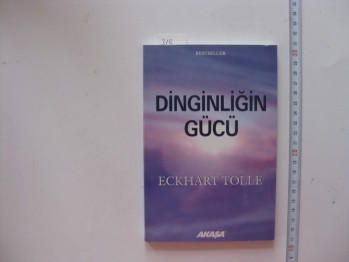 BESTSELLER
DİNGİNLİĞİN
GÜCÜ
ECKHART TOLLE
AKAŞA